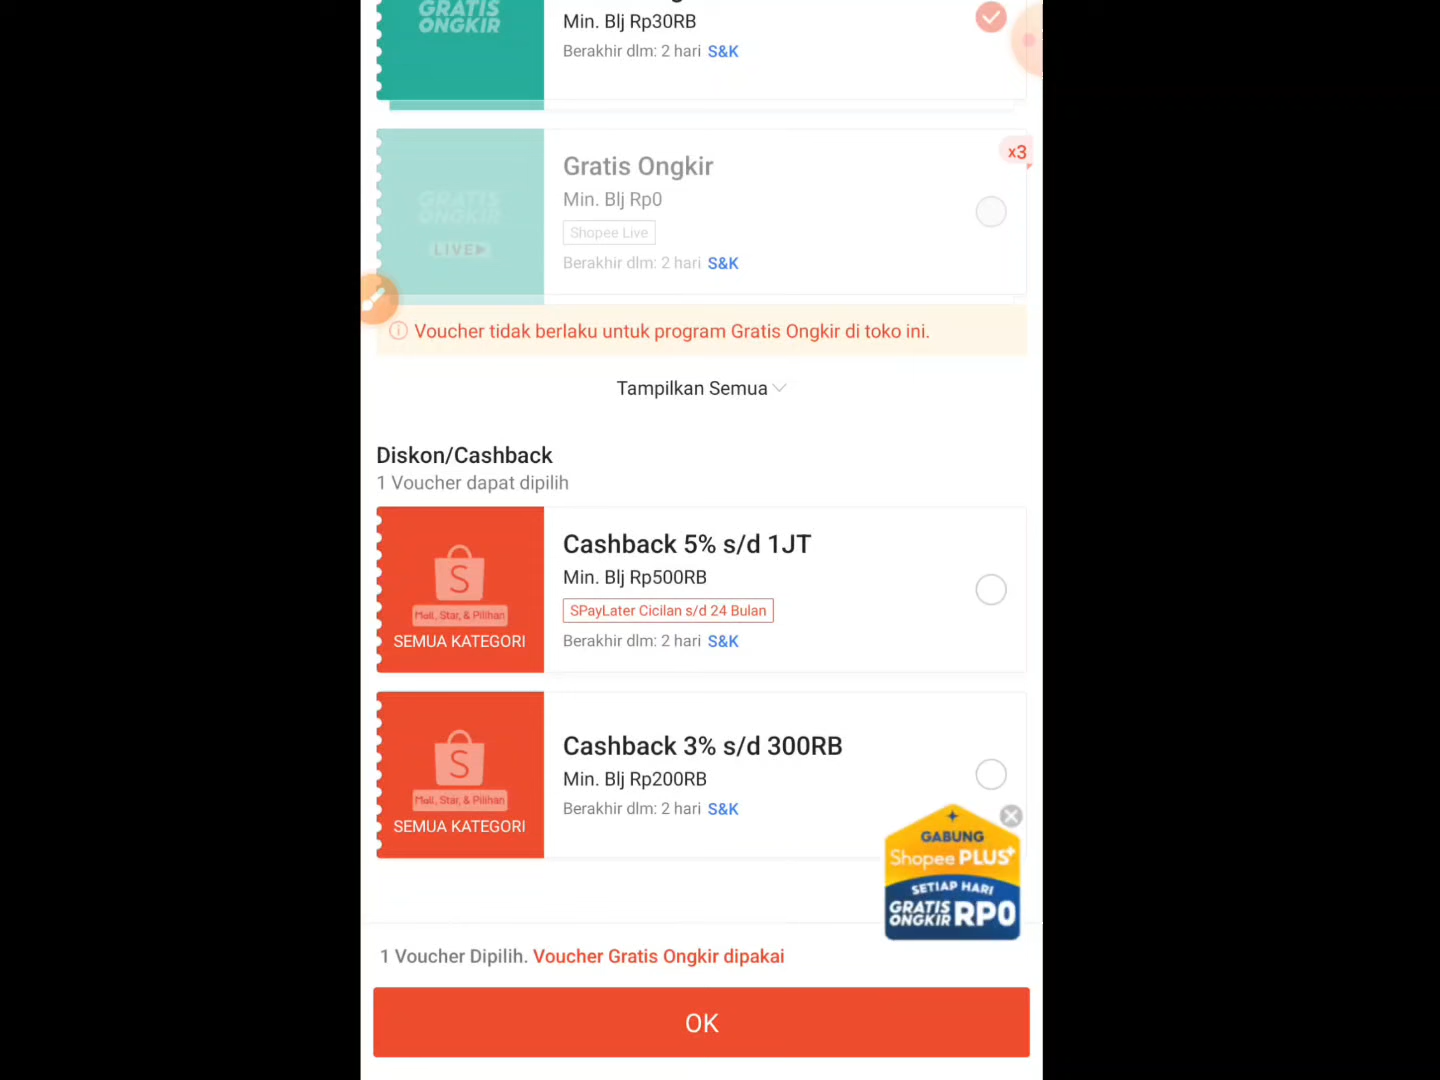 GRATIS
ONGKIR
Min. Blj Rp30RB
Berakhir dlm: 2 hari S&K
x3
Gratis Ongkir
Min. Blj Rp0
GRATIS
ONGKIR
LIVE
Shopee Live
Berakhir dlm: 2 hari S&K
Voucher tidak berlaku untuk program Gratis Ongkir di toko ini.
Tampilkan Semua
Diskon/Cashback
1 Voucher dapat dipilih
Cashback 5% s/d 1JT
Min. Blj Rp500RB
S
Mall, Star, & Pilihan
SPayLater Cicilan s/d 24 Bulan
SEMUA KATEGORI
Berakhir dlm: 2 hari S&K
Cashback 3% s/d 300RB
Min. Blj Rp200RB
S
Mall, Star, & Pilihan
Berakhir dlm: 2 hari S&K
SEMUA KATEGORI
GABUNG
Shopee PLUS+
SETIAP HARI
GRATIS
ONGKIR RP0
1 Voucher Dipilih. Voucher Gratis Ongkir dipakai
OK